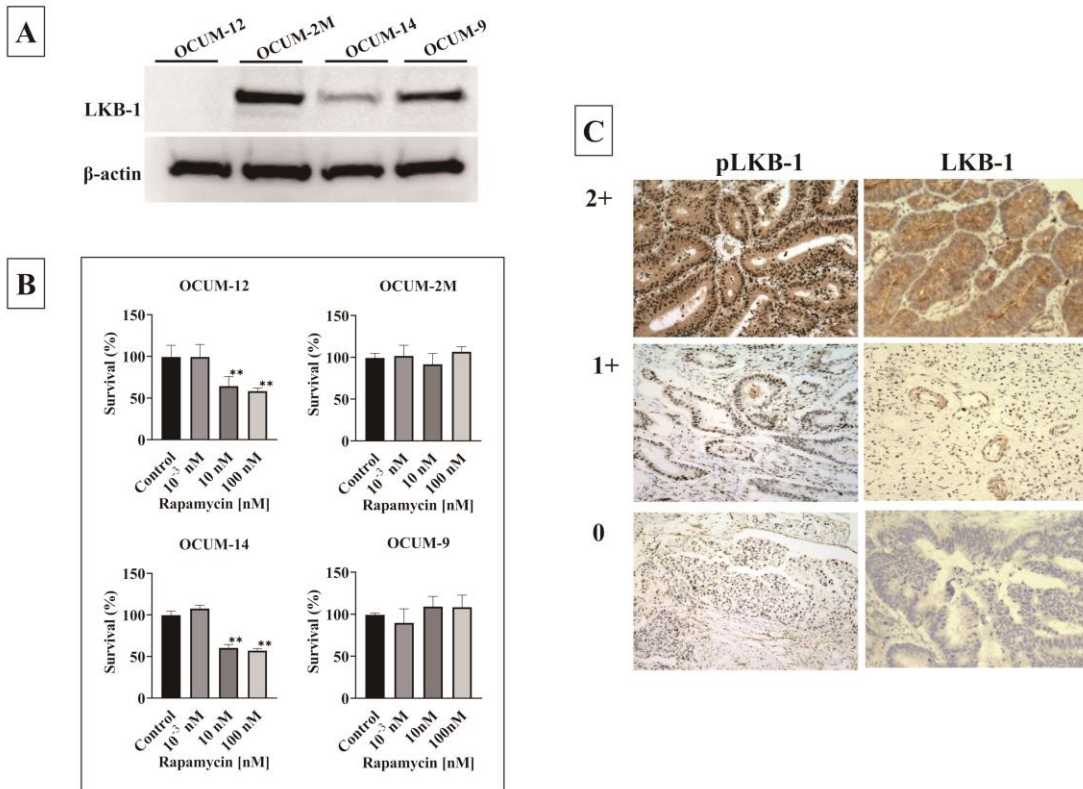 A
OCUM-12 OCUM-2M OCUM-14 OCUM-9
LKB-1
β-actin
B
OCUM-12
Survival (%)
150
100
50
0
** **
Control 10⁻³ nM 10 nM 100 nM
Rapamycin [nM]
OCUM-2M
Survival (%)
150
100
50
0
Control 10⁻³ nM 10 nM 100 nM
Rapamycin [nM]
OCUM-14
Survival (%)
150
100
50
0
** **
Control 10⁻³ nM 10 nM 100 nM
Rapamycin [nM]
OCUM-9
Survival (%)
150
100
50
0
Control 10⁻³ nM 10nM 100nM
Rapamycin [nM]
C
pLKB-1 LKB-1
2+
1+
0